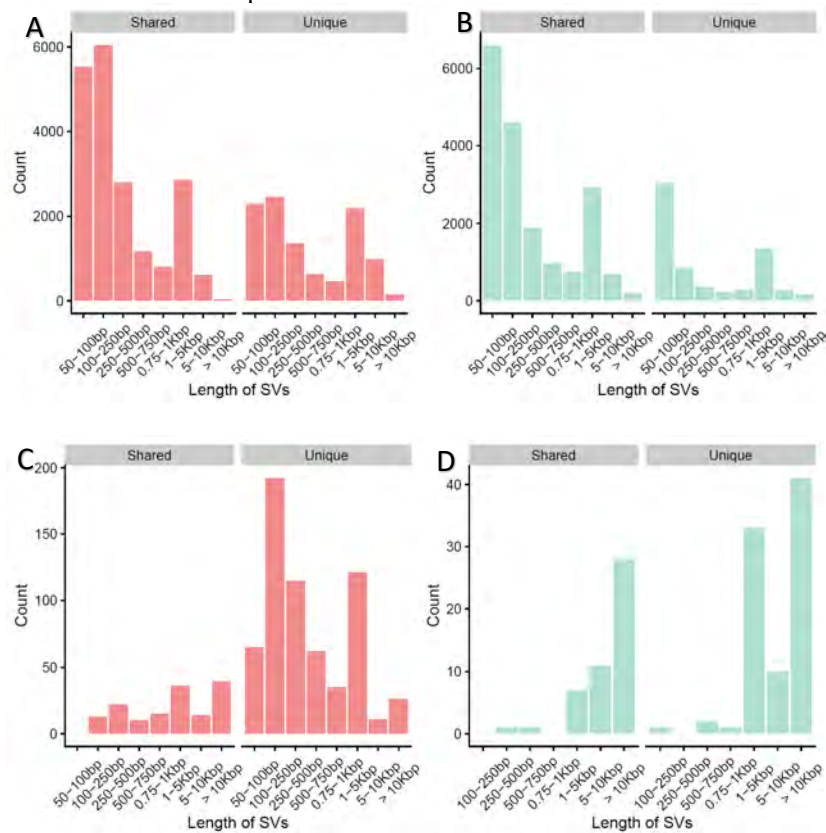 A
B
Shared
Unique
Shared
Unique
6000
4000
2000
0
Count
6000
4000
2000
0
Count
50−100bp
100−250bp
250−500bp
500−750bp
0.75−1Kbp
1−5Kbp
5−10Kbp
> 10Kbp
50−100bp
100−250bp
250−500bp
500−750bp
0.75−1Kbp
1−5Kbp
5−10Kbp
> 10Kbp
Length of SVs
50−100bp
100−250bp
250−500bp
500−750bp
0.75−1Kbp
1−5Kbp
5−10Kbp
> 10Kbp
50−100bp
100−250bp
250−500bp
500−750bp
0.75−1Kbp
1−5Kbp
5−10Kbp
> 10Kbp
Length of SVs
C
D
Shared
Unique
Shared
Unique
200
150
100
50
0
Count
40
30
20
10
0
Count
50−100bp
100−250bp
250−500bp
500−750bp
0.75−1Kbp
1−5Kbp
5−10Kbp
> 10Kbp
50−100bp
100−250bp
250−500bp
500−750bp
0.75−1Kbp
1−5Kbp
5−10Kbp
> 10Kbp
Length of SVs
100−250bp
250−500bp
500−750bp
0.75−1Kbp
1−5Kbp
5−10Kbp
> 10Kbp
100−250bp
250−500bp
500−750bp
0.75−1Kbp
1−5Kbp
5−10Kbp
> 10Kbp
Length of SVs